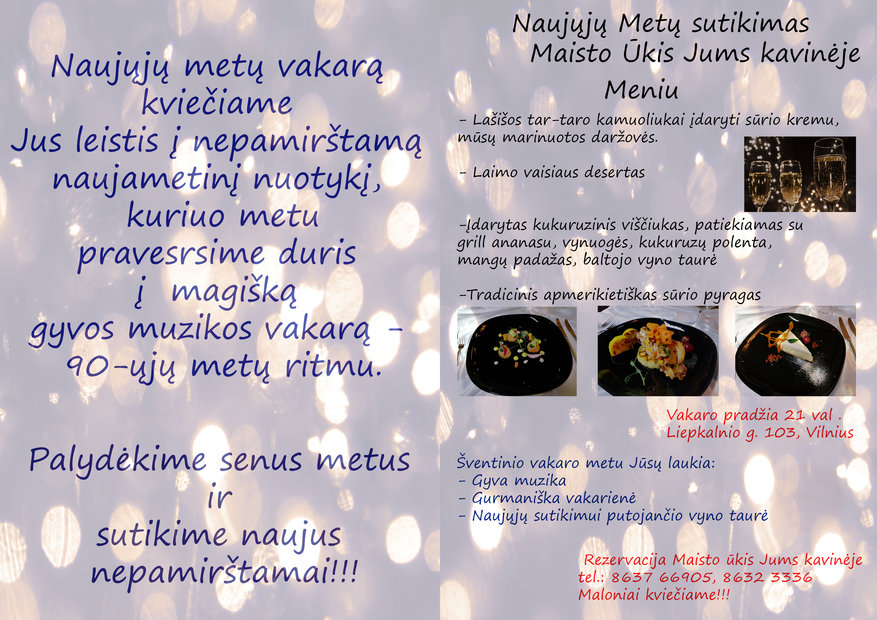 Naujųjų metų vakarą
kviečiame
Jus leistis į nepamirštamą
naujametinį nuotykį,
kuriuo metu
pravesrsime duris
į magišką
gyvos muzikos vakarą -
90-ųjų metų ritmu.
Palydėkime senus metus
ir
sutikime naujus
nepamirštamai!!!
Naujųjų Metų sutikimas
Maisto Ūkis Jums kavinėje
Meniu
- Lašišos tar-taro kamuoliukai įdaryti sūrio kremu,
mūsų marinuotos daržovės.
- Laimo vaisiaus desertas
-Įdarytas kukuruzinis viščiukas, patiekiamas su
grill ananasu, vynuogės, kukuruzų polenta,
mangų padažas, baltojo vyno taurė
-Tradicinis apmerikietiškas sūrio pyragas
Vakaro pradžia 21 val .
Liepkalnio g. 103, Vilnius
Šventinio vakaro metu Jūsų laukia:
- Gyva muzika
- Gurmaniška vakarienė
- Naujųjų sutikimui putojančio vyno taurė
Rezervacija Maisto ūkis Jums kavinėje
tel.: 8637 66905, 8632 3336
Maloniai kviečiame!!!